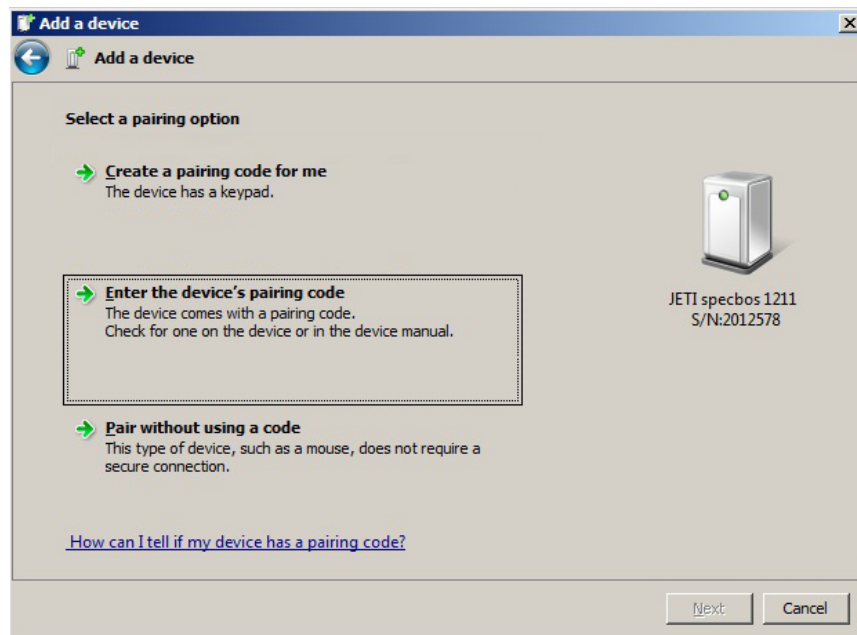 Add a device
Add a device
Select a pairing option
Create a pairing code for me
The device has a keypad.
Enter the device's pairing code
The device comes with a pairing code.
Check for one on the device or in the device manual.
JETI specbos 1211
S/N:2012578
Pair without using a code
This type of device, such as a mouse, does not require a
secure connection.
How can I tell if my device has a pairing code?
Next
Cancel